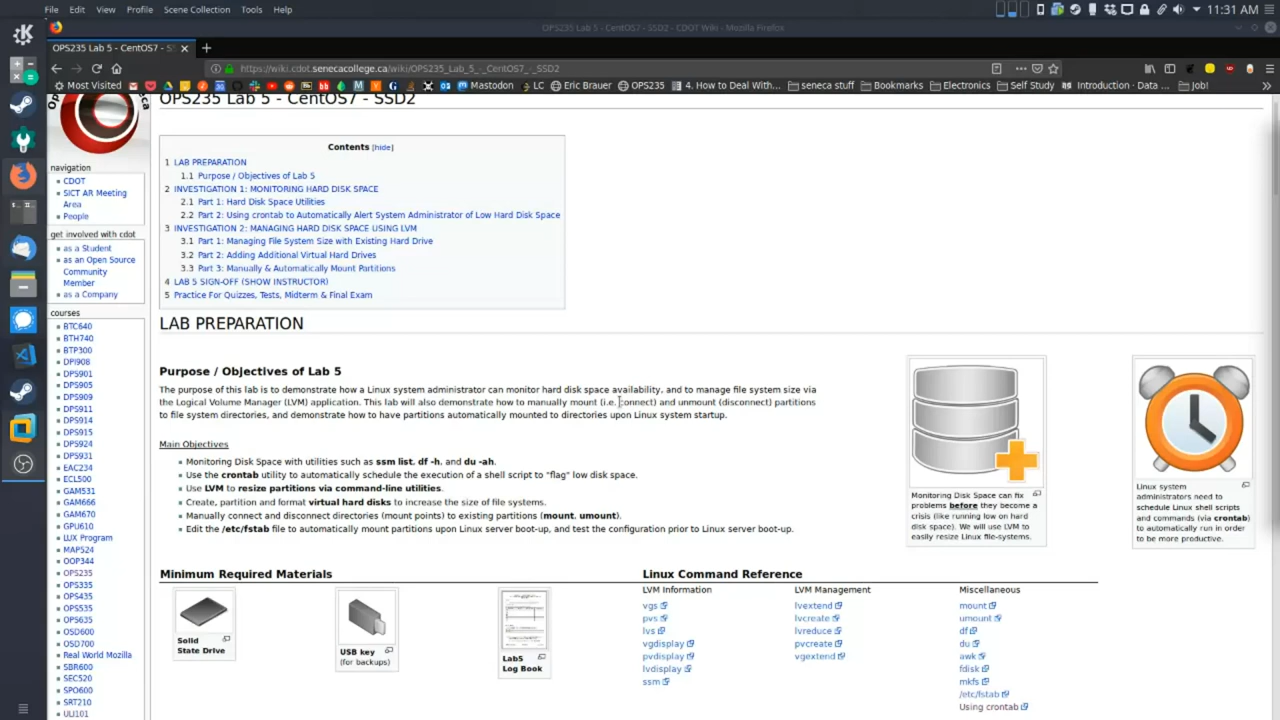 File Edit View Profile Scene Collection Tools Help
11:31 AM
OPS235 Lab 5 - CentOS7 - SSD2 - CDOT Wiki - Mozilla Firefox
OPS235 Lab 5 - CentOS7 - S
https://wiki.cdot.senecacollege.ca/wiki/OPS235_Lab_5_-_CentOS7_-_SSD2
Most Visited Mastodon LC Eric Brauer OPS235 4. How to Deal With... seneca stuff Bookmarks Electronics Self Study Introduction · Data ... Job!
OPS235 Lab 5 - CentOS7 - SSD2
Contents [hide]
1 LAB PREPARATION
1.1 Purpose / Objectives of Lab 5
2 INVESTIGATION 1: MONITORING HARD DISK SPACE
2.1 Part 1: Hard Disk Space Utilities
2.2 Part 2: Using crontab to Automatically Alert System Administrator of Low Hard Disk Space
3 INVESTIGATION 2: MANAGING HARD DISK SPACE USING LVM
3.1 Part 1: Managing File System Size with Existing Hard Drive
3.2 Part 2: Adding Additional Virtual Hard Drives
3.3 Part 3: Manually & Automatically Mount Partitions
4 LAB 5 SIGN-OFF (SHOW INSTRUCTOR)
5 Practice For Quizzes, Tests, Midterm & Final Exam
navigation
CDOT
SICT AR Meeting
Area
People
get involved with cdot
as a Student
as an Open Source
Community
Member
as a Company
courses
BTC640
BTH740
BTP300
DPI908
DPS901
DPS905
DPS909
DPS911
DPS914
DPS915
DPS924
DPS931
EAC234
ECL500
GAM531
GAM666
GAM670
GPU610
LUX Program
MAP524
OOP344
OPS235
OPS335
OPS435
OPS535
OPS635
OSD600
OSD700
Real World Mozilla
SBR600
SEC520
SPO600
SRT210
ULI101
LAB PREPARATION
Purpose / Objectives of Lab 5
The purpose of this lab is to demonstrate how a Linux system administrator can monitor hard disk space availability, and to manage file system size via
the Logical Volume Manager (LVM) application. This lab will also demonstrate how to manually mount (i.e. connect) and unmount (disconnect) partitions
to file system directories, and demonstrate how to have partitions automatically mounted to directories upon Linux system startup.
Main Objectives
Monitoring Disk Space with utilities such as ssm list, df -h, and du -ah.
Use the crontab utility to automatically schedule the execution of a shell script to "flag" low disk space.
Use LVM to resize partitions via command-line utilities.
Create, partition and format virtual hard disks to increase the size of file systems.
Manually connect and disconnect directories (mount points) to existing partitions (mount, umount).
Edit the /etc/fstab file to automatically mount partitions upon Linux server boot-up, and test the configuration prior to Linux server boot-up.
Monitoring Disk Space can fix
problems before they become a
crisis (like running low on hard
disk space). We will use LVM to
easily resize Linux file-systems.
Linux system
administrators need to
schedule Linux shell scripts
and commands (via crontab)
to automatically run in order
to be more productive.
Minimum Required Materials
Solid
State Drive
USB key
(for backups)
Lab5
Log Book
Linux Command Reference
LVM Information
vgs
pvs
lvs
vgdisplay
pvdisplay
lvdisplay
ssm
LVM Management
lvextend
lvcreate
lvreduce
pvcreate
vgextend
Miscellaneous
mount
umount
df
du
awk
fdisk
mkfs
/etc/fstab
Using crontab